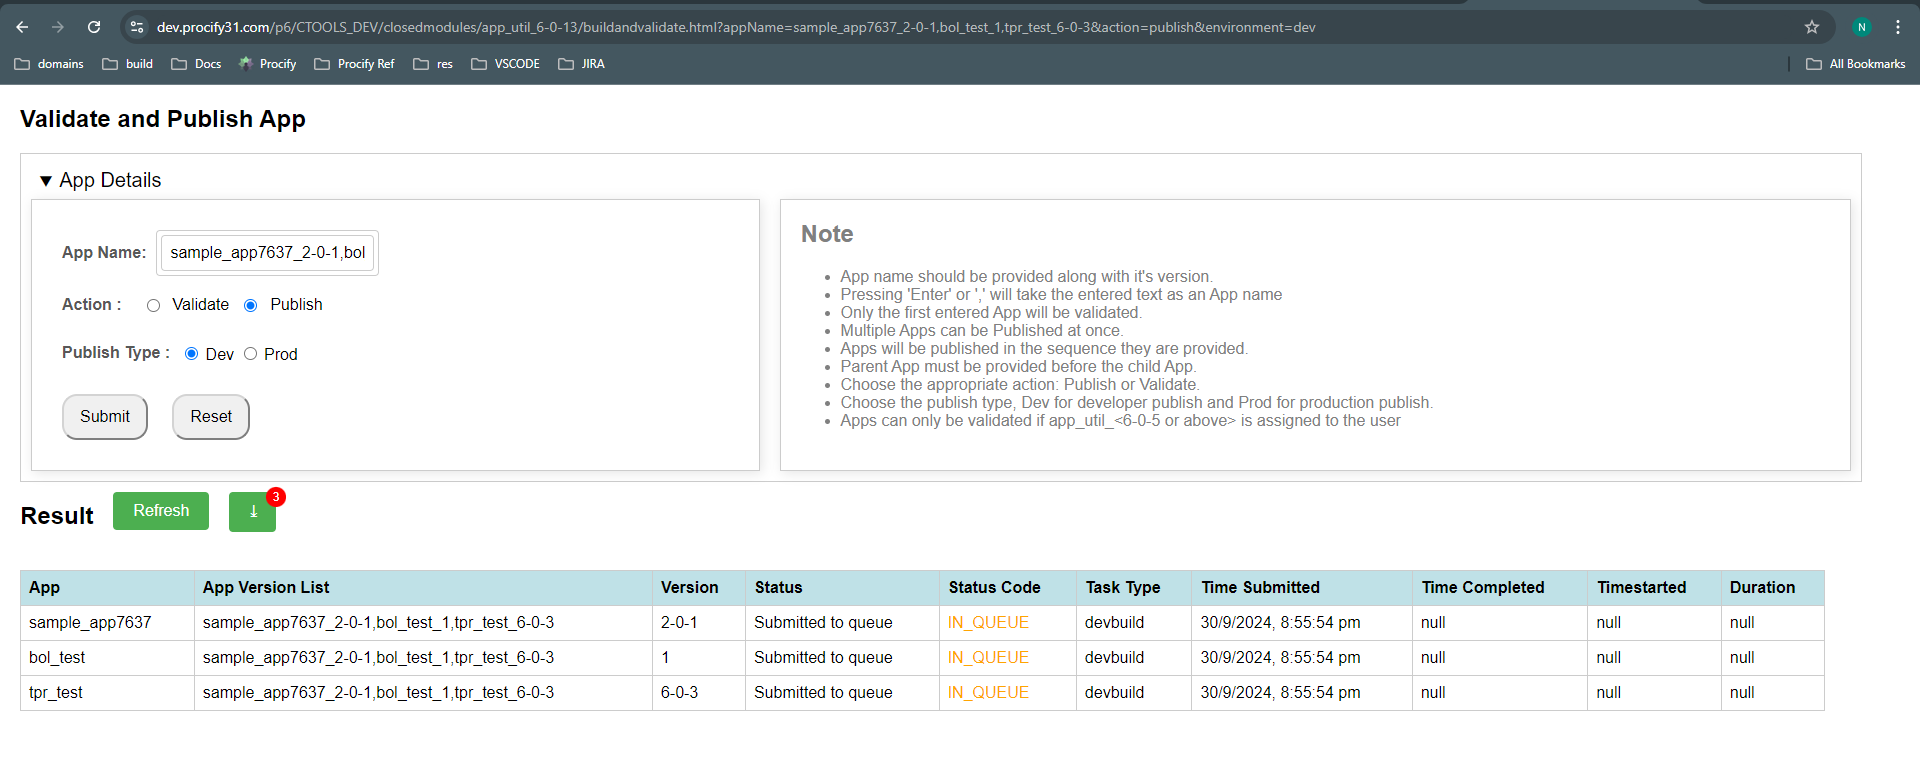 dev.procify31.com/p6/CTOOLS_DEV/closedmodules/app_util_6-0-13/buildandvalidate.html?appName=sample_app7637_2-0-1,bol_test_1,tpr_test_6-0-3&action=publish&environment=dev
N
domains build Docs Procify Procify Ref res VSCODE JIRA All Bookmarks
Validate and Publish App
▼ App Details
App Name: sample_app7637_2-0-1,bol
Action : Validate Publish
Publish Type : Dev Prod
Submit Reset
Note
• App name should be provided along with it's version.
• Pressing 'Enter' or ',' will take the entered text as an App name
• Only the first entered App will be validated.
• Multiple Apps can be Published at once.
• Apps will be published in the sequence they are provided.
• Parent App must be provided before the child App.
• Choose the appropriate action: Publish or Validate.
• Choose the publish type, Dev for developer publish and Prod for production publish.
• Apps can only be validated if app_util_<6-0-5 or above> is assigned to the user
Result Refresh ⤓ 3
App App Version List Version Status Status Code Task Type Time Submitted Time Completed Timestarted Duration
sample_app7637 sample_app7637_2-0-1,bol_test_1,tpr_test_6-0-3 2-0-1 Submitted to queue IN_QUEUE devbuild 30/9/2024, 8:55:54 pm null null null
bol_test sample_app7637_2-0-1,bol_test_1,tpr_test_6-0-3 1 Submitted to queue IN_QUEUE devbuild 30/9/2024, 8:55:54 pm null null null
tpr_test sample_app7637_2-0-1,bol_test_1,tpr_test_6-0-3 6-0-3 Submitted to queue IN_QUEUE devbuild 30/9/2024, 8:55:54 pm null null null